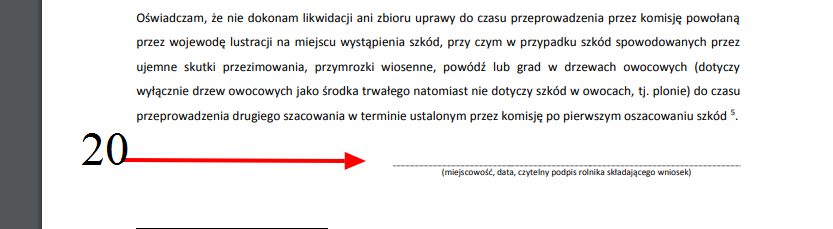 Oświadczam, że nie dokonam likwidacji ani zbioru uprawy do czasu przeprowadzenia przez komisję powołaną
przez wojewodę lustracji na miejscu wystąpienia szkód, przy czym w przypadku szkód spowodowanych przez
ujemne skutki przezimowania, przymrozki wiosenne, powódź lub grad w drzewach owocowych (dotyczy
wyłącznie drzew owocowych jako środka trwałego natomiast nie dotyczy szkód w owocach, tj. plonie) do czasu
przeprowadzenia drugiego szacowania w terminie ustalonym przez komisję po pierwszym oszacowaniu szkód ⁵.
20
(miejscowość, data, czytelny podpis rolnika składającego wniosek)